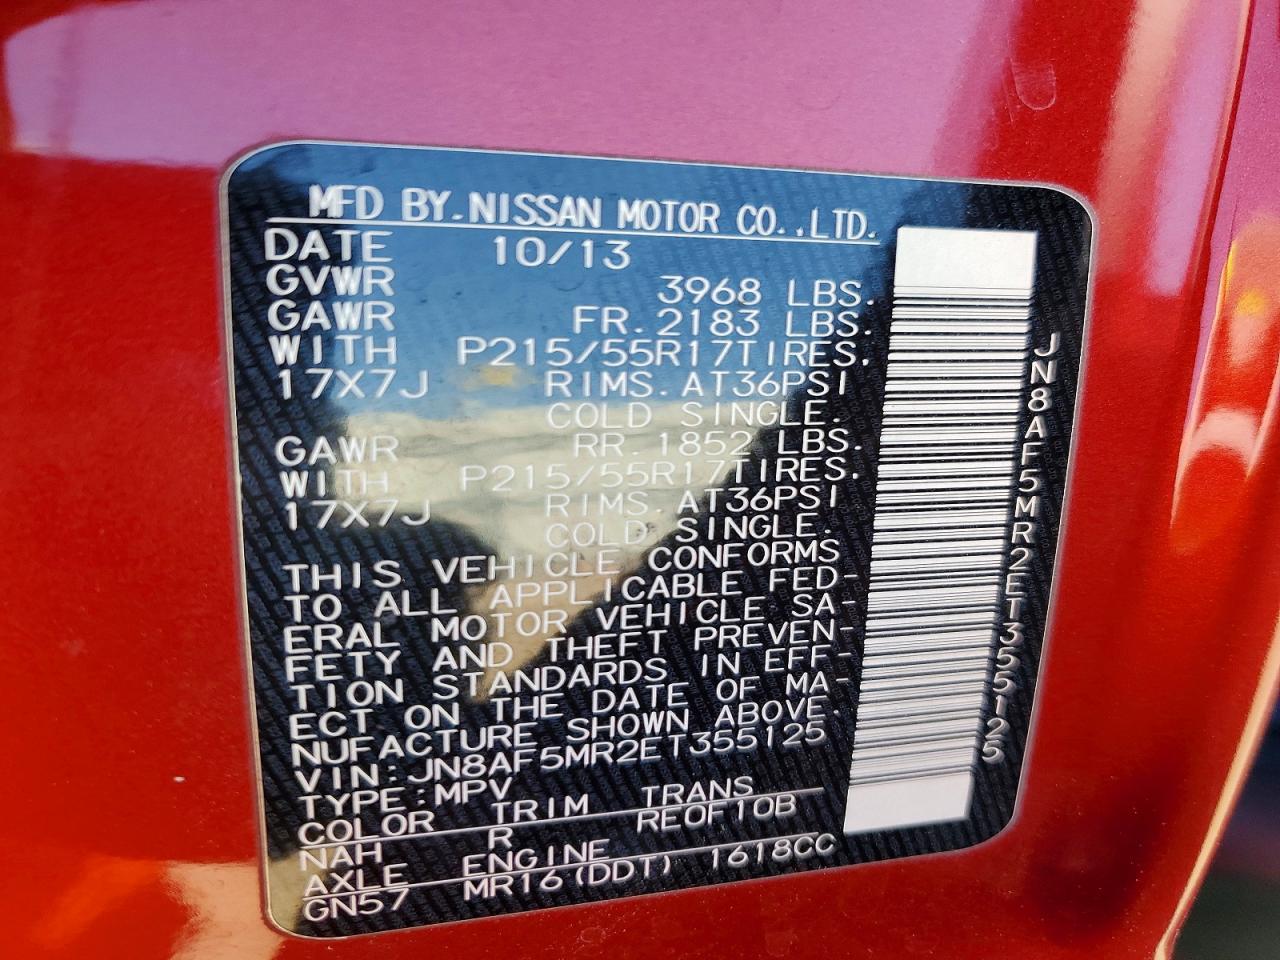 MFD BY.NISSAN MOTOR CO.,LTD.
DATE 10/13
GVWR 3968 LBS.
GAWR FR.2183 LBS.
WITH P215/55R17TIRES.
17X7J RIMS.AT36PSI
COLD SINGLE.
GAWR RR.1852 LBS.
WITH P215/55R17TIRES.
17X7J RIMS.AT36PSI
COLD SINGLE.
THIS VEHICLE CONFORMS
TO ALL APPLICABLE FED-
ERAL MOTOR VEHICLE SA-
FETY AND THEFT PREVEN-
TION STANDARDS IN EFF-
ECT ON THE DATE OF MA-
NUFACTURE SHOWN ABOVE.
VIN:JN8AF5MR2ET355125
TYPE:MPV
COLOR TRIM TRANS
NAH R REOF10B
AXLE ENGINE
GN57 MR16(DDT) 1618CC
JN8AF5MR2ET355125